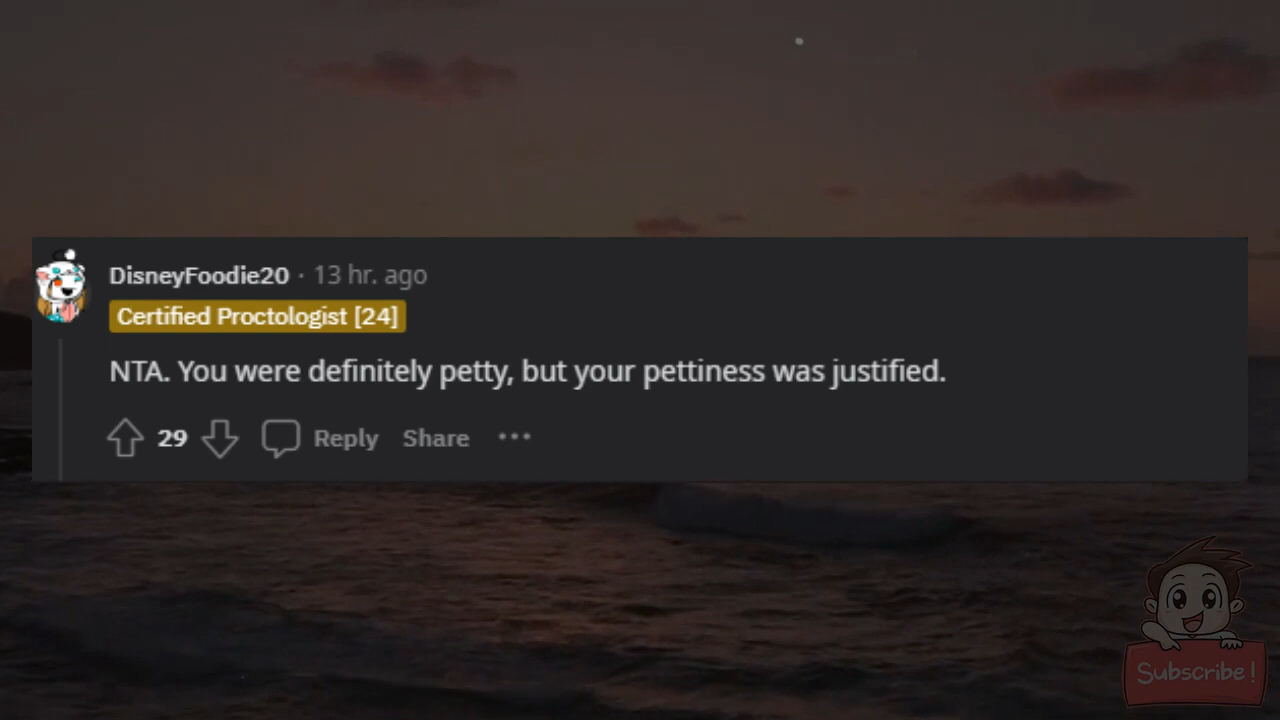 DisneyFoodie20 · 13 hr. ago
Certified Proctologist [24]
NTA. You were definitely petty, but your pettiness was justified.
29 Reply Share ···
Subscribe!